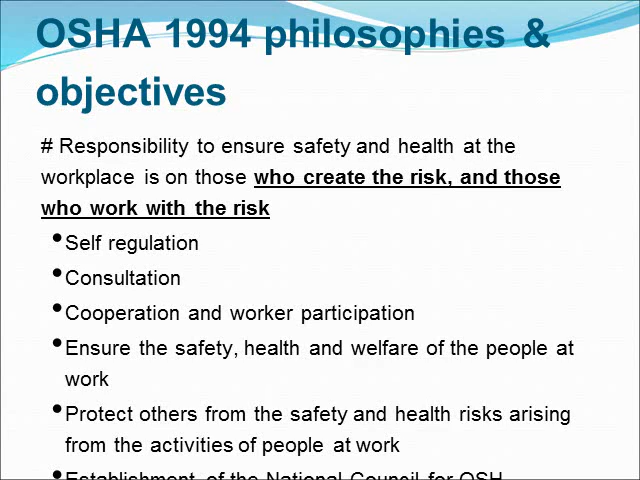 OSHA 1994 philosophies &
objectives
# Responsibility to ensure safety and health at the
workplace is on those who create the risk, and those
who work with the risk
•Self regulation
•Consultation
•Cooperation and worker participation
•Ensure the safety, health and welfare of the people at
work
•Protect others from the safety and health risks arising
from the activities of people at work
•Establishment of the National Council for OSH